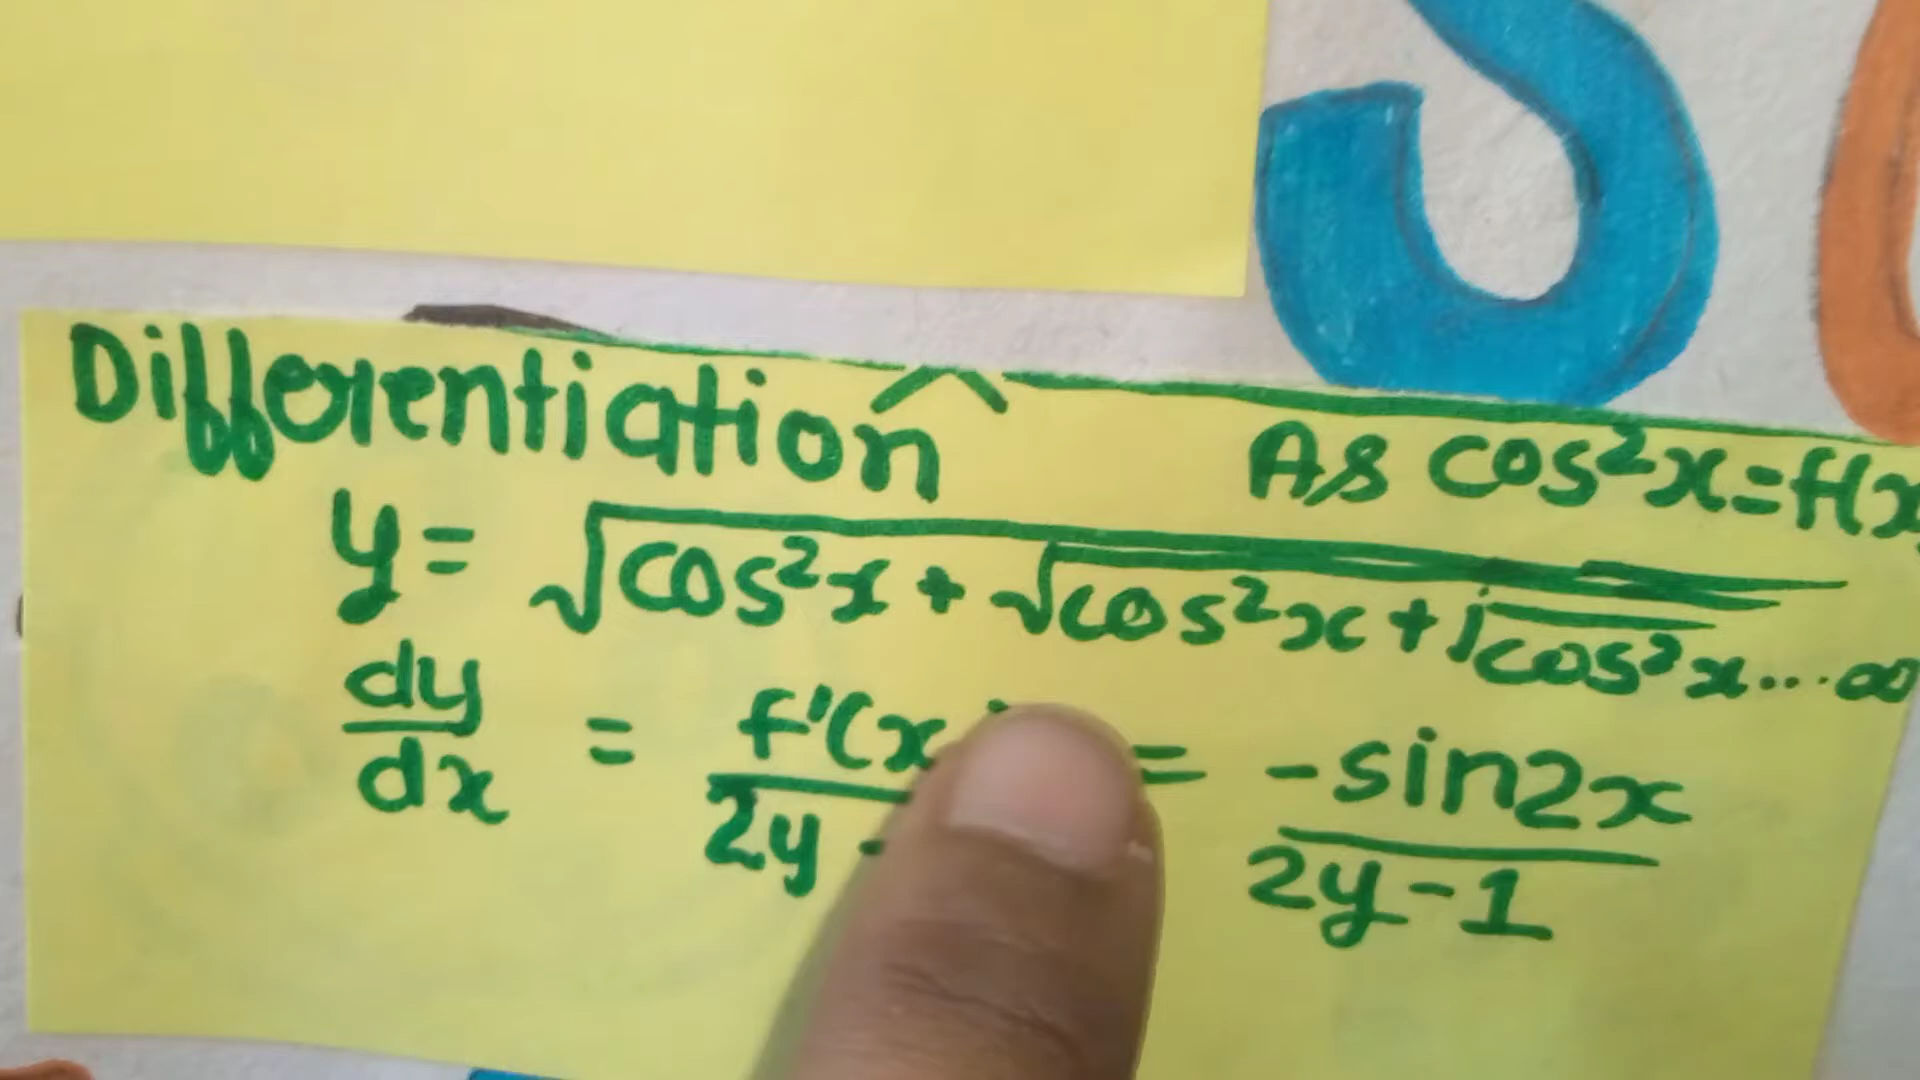 Differentiation
As cos²x=f(x
y = √cos²x + √cos²x + √cos²x...∞
dy/dx = f'(x / 2y - = -sin2x / 2y-1